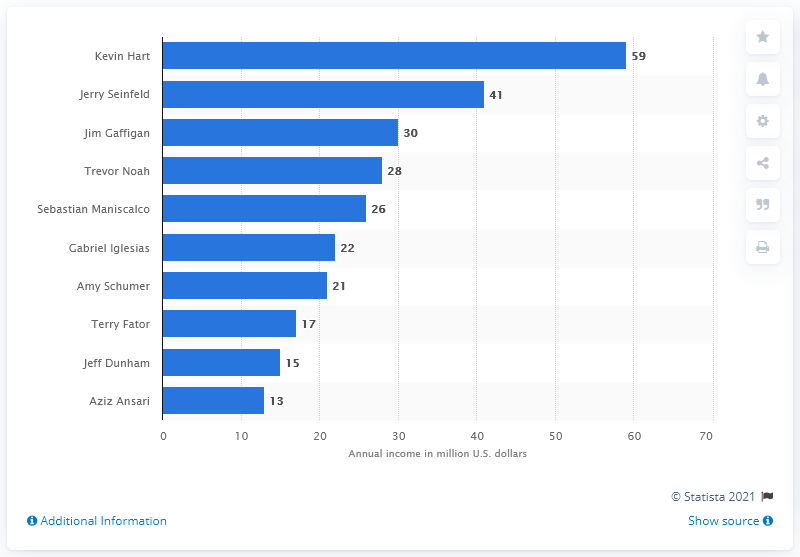 Kevin Hart 59
Jerry Seinfeld 41
Jim Gaffigan 30
Trevor Noah 28
Sebastian Maniscalco 26
Gabriel Iglesias 22
Amy Schumer 21
Terry Fator 17
Jeff Dunham 15
Aziz Ansari 13
0 10 20 30 40 50 60 70
Annual income in million U.S. dollars
© Statista 2021
Additional Information Show source